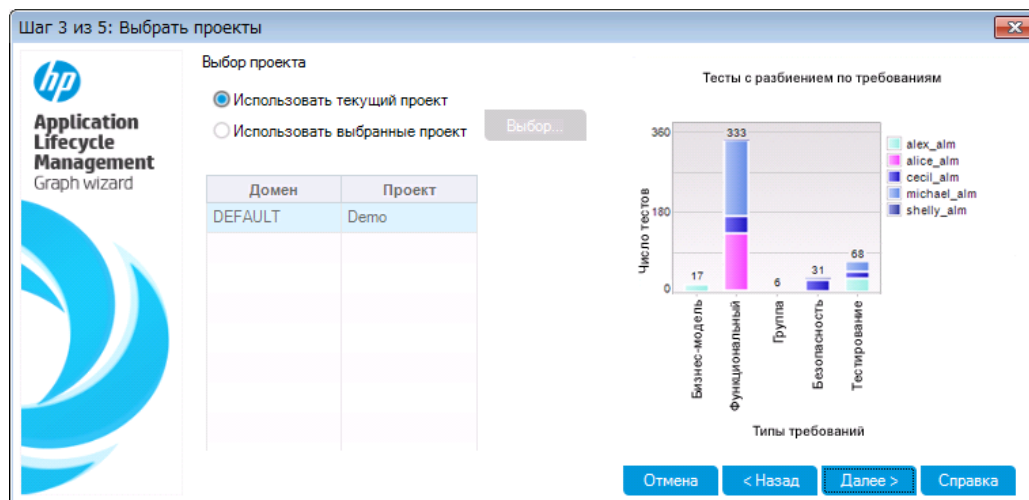 Шаг 3 из 5: Выбрать проекты
hp
Application
Lifecycle
Management
Graph wizard
Выбор проекта
Использовать текущий проект
Использовать выбранные проект
Выбор...
Домен Проект
DEFAULT Demo
Тесты с разбиением по требованиям
360
180
0
Число тестов
17
333
6
31
68
alex_alm
alice_alm
cecil_alm
michael_alm
shelly_alm
Бизнес-модель
Функциональный
Группа
Безопасность
Тестирование
Типы требований
Отмена
< Назад
Далее >
Справка